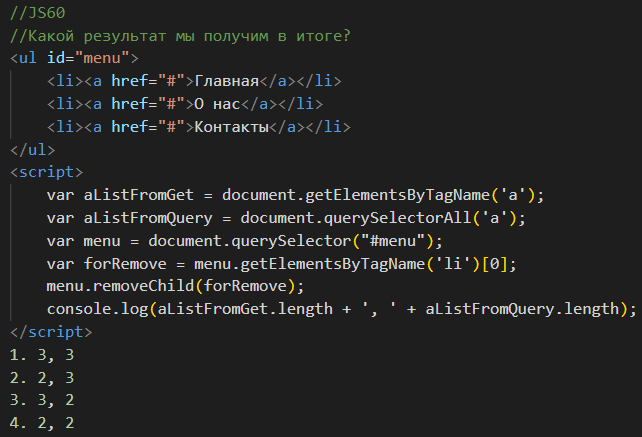 //JS60
//Какой результат мы получим в итоге?
<ul id="menu">
    <li><a href="#">Главная</a></li>
    <li><a href="#">О нас</a></li>
    <li><a href="#">Контакты</a></li>
</ul>
<script>
    var aListFromGet = document.getElementsByTagName('a');
    var aListFromQuery = document.querySelectorAll('a');
    var menu = document.querySelector("#menu");
    var forRemove = menu.getElementsByTagName('li')[0];
    menu.removeChild(forRemove);
    console.log(aListFromGet.length + ', ' + aListFromQuery.length);
</script>
1. 3, 3
2. 2, 3
3. 3, 2
4. 2, 2